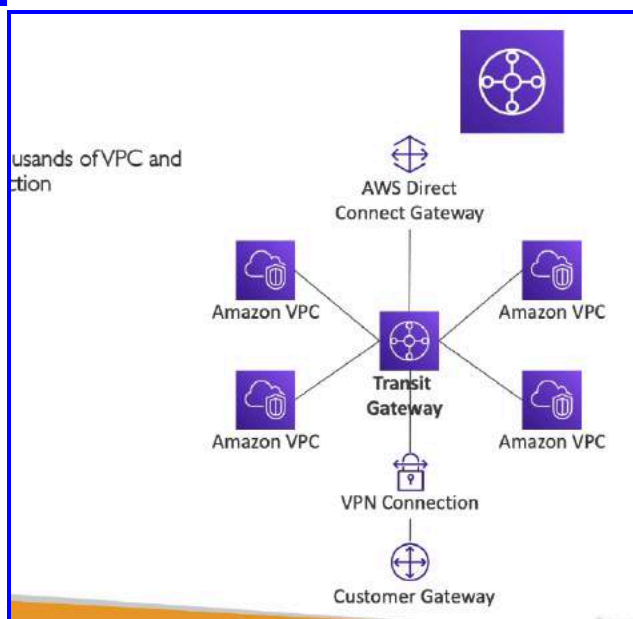 usands of VPC and
ction
AWS Direct
Connect Gateway
Amazon VPC
Amazon VPC
Transit
Gateway
Amazon VPC
Amazon VPC
VPN Connection
Customer Gateway